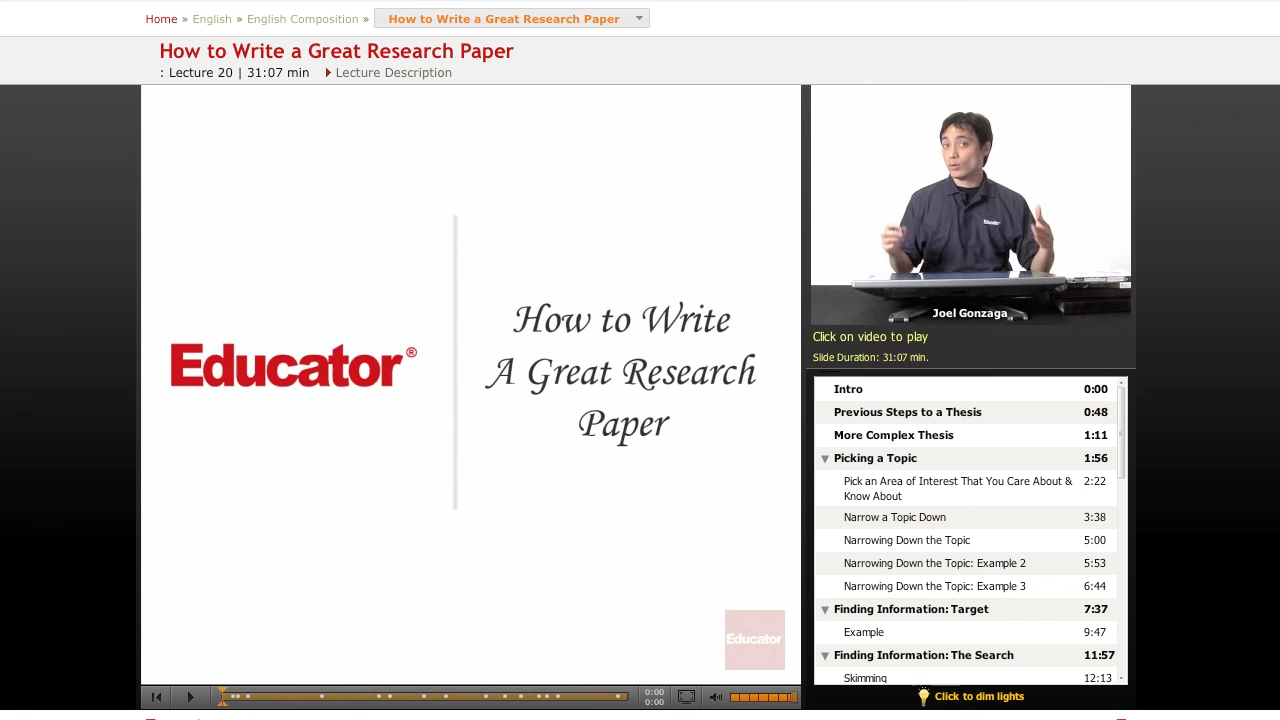 Home » English » English Composition » How to Write a Great Research Paper
How to Write a Great Research Paper
: Lecture 20 | 31:07 min Lecture Description
Educator®
How to Write
A Great Research
Paper
Educator
Educator
Joel Gonzaga
Click on video to play
Slide Duration: 31:07 min.
Intro 0:00
Previous Steps to a Thesis 0:48
More Complex Thesis 1:11
Picking a Topic 1:56
Pick an Area of Interest That You Care About & 2:22
Know About
Narrow a Topic Down 3:38
Narrowing Down the Topic 5:00
Narrowing Down the Topic: Example 2 5:53
Narrowing Down the Topic: Example 3 6:44
Finding Information: Target 7:37
Example 9:47
Finding Information: The Search 11:57
Skimming 12:13
0:00
0:00
Click to dim lights